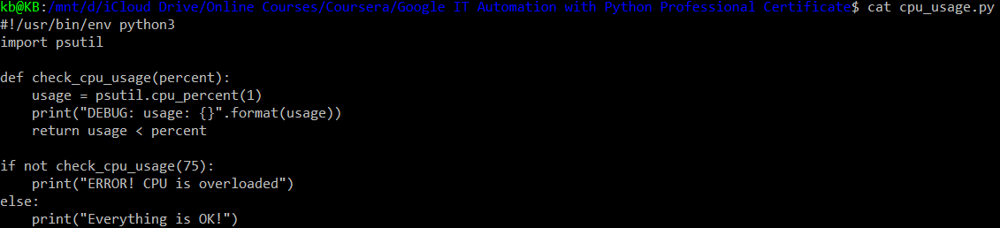 kb@KB:/mnt/d/iCloud Drive/Online Courses/Coursera/Google IT Automation with Python Professional Certificate$ cat cpu_usage.py
#!/usr/bin/env python3
import psutil

def check_cpu_usage(percent):
    usage = psutil.cpu_percent(1)
    print("DEBUG: usage: {}".format(usage))
    return usage < percent

if not check_cpu_usage(75):
    print("ERROR! CPU is overloaded")
else:
    print("Everything is OK!")